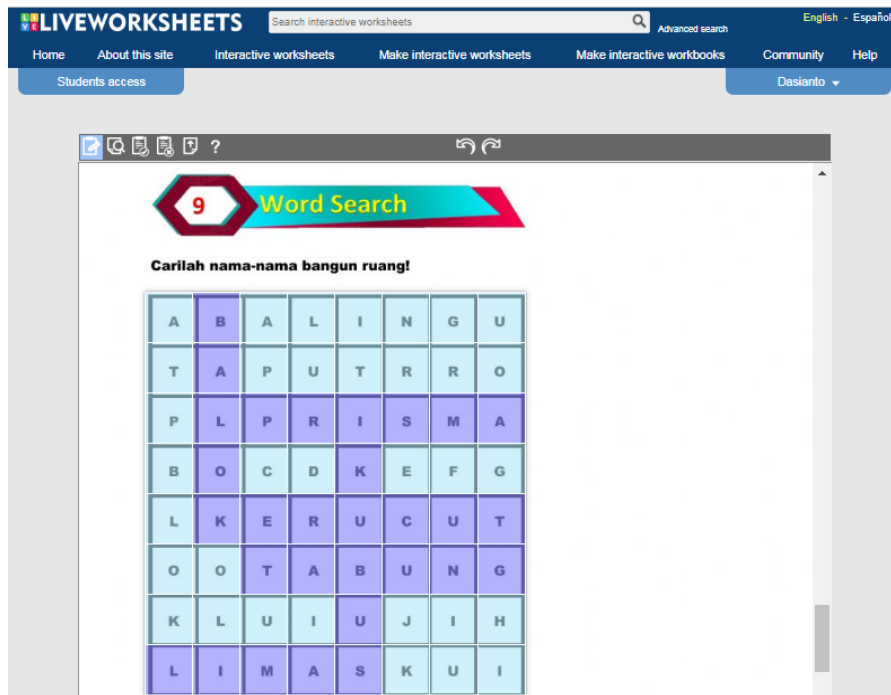 LIVEWORKSHEETS
Search interactive worksheets
Advanced search
English - Español
Home About this site Interactive worksheets Make interactive worksheets Make interactive workbooks Community Help
Students access
Dasianto
?
9 Word Search
Carilah nama-nama bangun ruang!
A B A L I N G U
T A P U T R R O
P L P R I S M A
B O C D K E F G
L K E R U C U T
O O T A B U N G
K L U I U J I H
L I M A S K U I